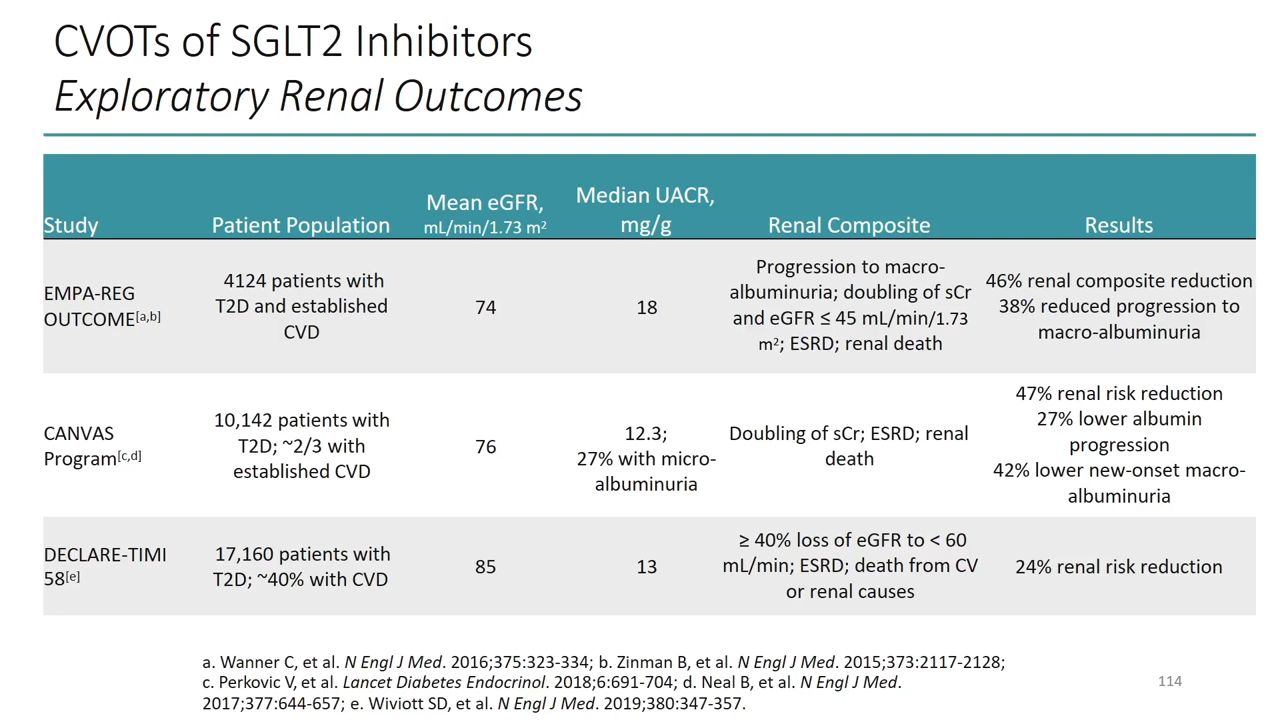 CVOTs of SGLT2 Inhibitors
Exploratory Renal Outcomes
Study
Patient Population
Mean eGFR,
mL/min/1.73 m²
Median UACR,
mg/g
Renal Composite
Results
EMPA-REG
OUTCOME[a,b]
4124 patients with
T2D and established
CVD
74
18
Progression to macro-
albuminuria; doubling of sCr
and eGFR ≤ 45 mL/min/1.73
m²; ESRD; renal death
46% renal composite reduction
38% reduced progression to
macro-albuminuria
CANVAS
Program[c,d]
10,142 patients with
T2D; ~2/3 with
established CVD
76
12.3;
27% with micro-
albuminuria
Doubling of sCr; ESRD; renal
death
47% renal risk reduction
27% lower albumin
progression
42% lower new-onset macro-
albuminuria
DECLARE-TIMI
58[e]
17,160 patients with
T2D; ~40% with CVD
85
13
≥ 40% loss of eGFR to < 60
mL/min; ESRD; death from CV
or renal causes
24% renal risk reduction
a. Wanner C, et al. N Engl J Med. 2016;375:323-334; b. Zinman B, et al. N Engl J Med. 2015;373:2117-2128;
c. Perkovic V, et al. Lancet Diabetes Endocrinol. 2018;6:691-704; d. Neal B, et al. N Engl J Med.
2017;377:644-657; e. Wiviott SD, et al. N Engl J Med. 2019;380:347-357.
114